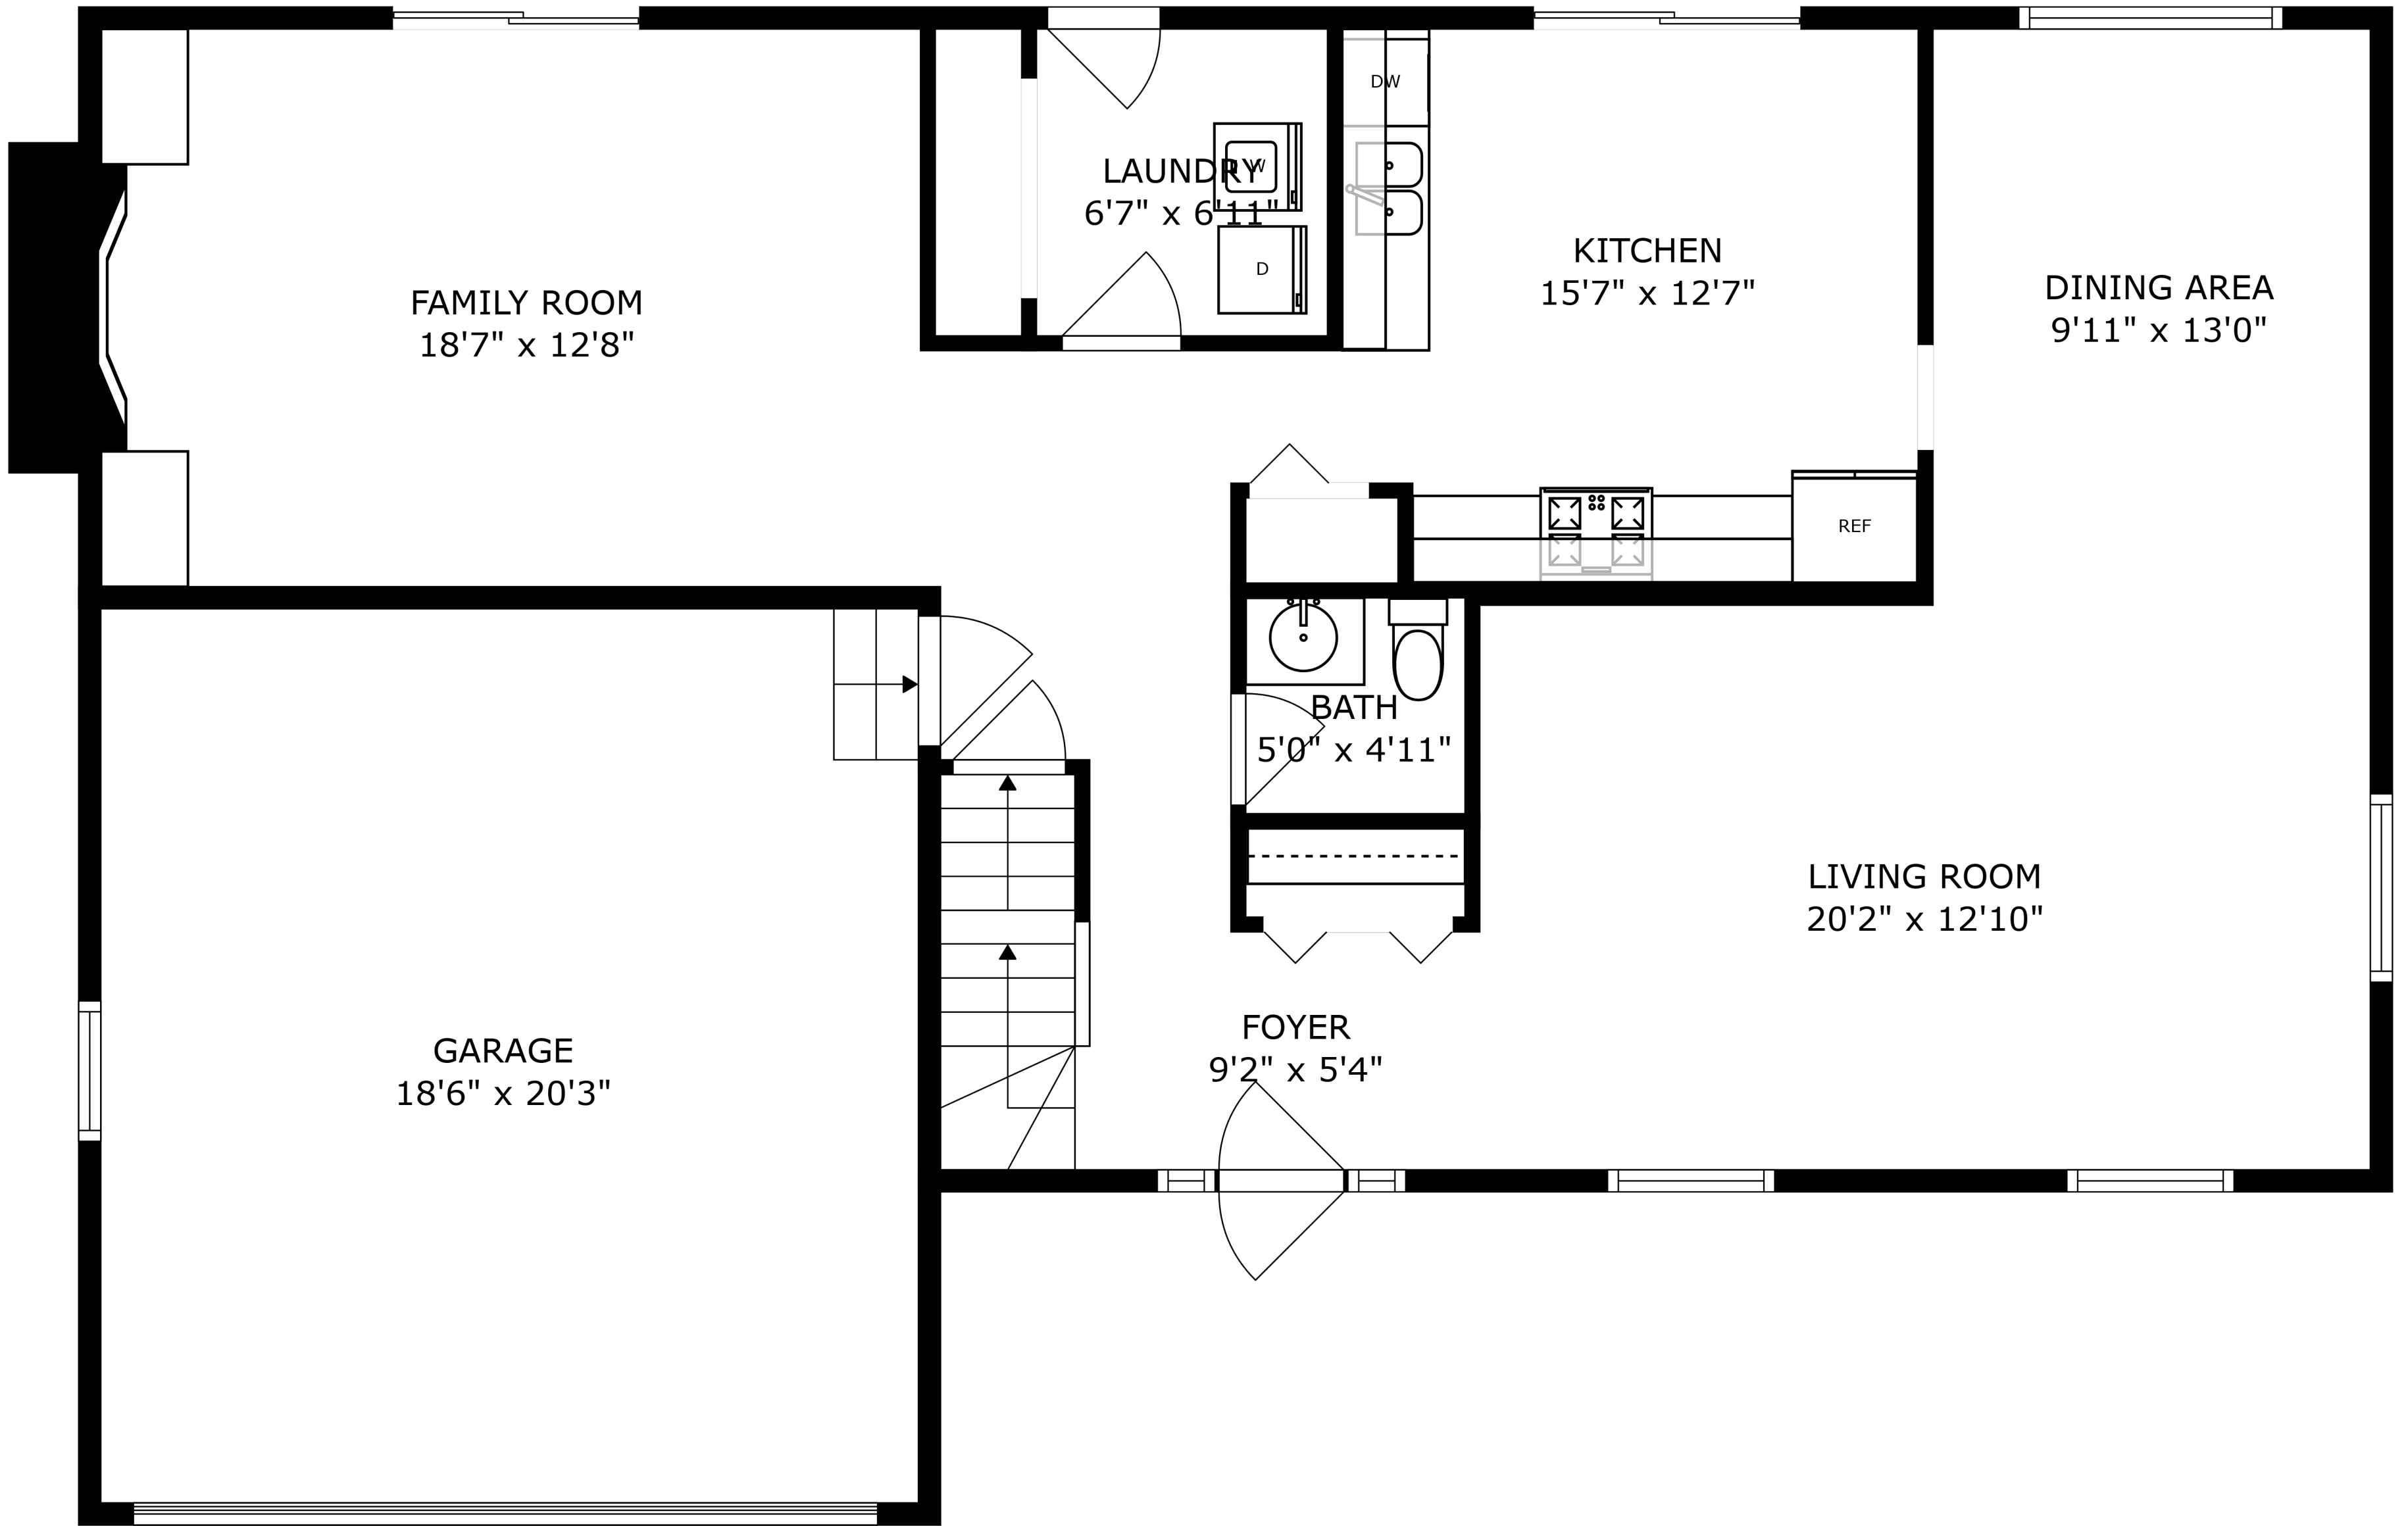 FAMILY ROOM
18'7" x 12'8"
LAUNDRY
6'7" x 6'11"
W
D
DW
KITCHEN
15'7" x 12'7"
REF
DINING AREA
9'11" x 13'0"
BATH
5'0" x 4'11"
LIVING ROOM
20'2" x 12'10"
FOYER
9'2" x 5'4"
GARAGE
18'6" x 20'3"